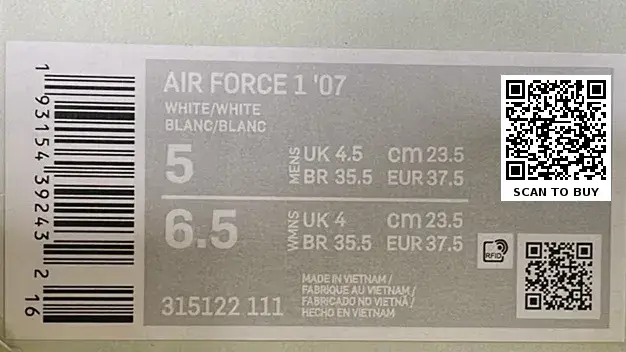 AIR FORCE 1 '07
WHITE/WHITE
BLANC/BLANC
5 MENS UK 4.5 cm 23.5
BR 35.5 EUR 37.5
6.5 WMNS UK 4 cm 23.5
BR 35.5 EUR 37.5
315122 111
MADE IN VIETNAM /
FABRIQUE AU VIETNAM /
FABRICADO NO VIETNÃ /
HECHO EN VIETNAM
RFID
SCAN TO BUY
1 93154 39243 2
16